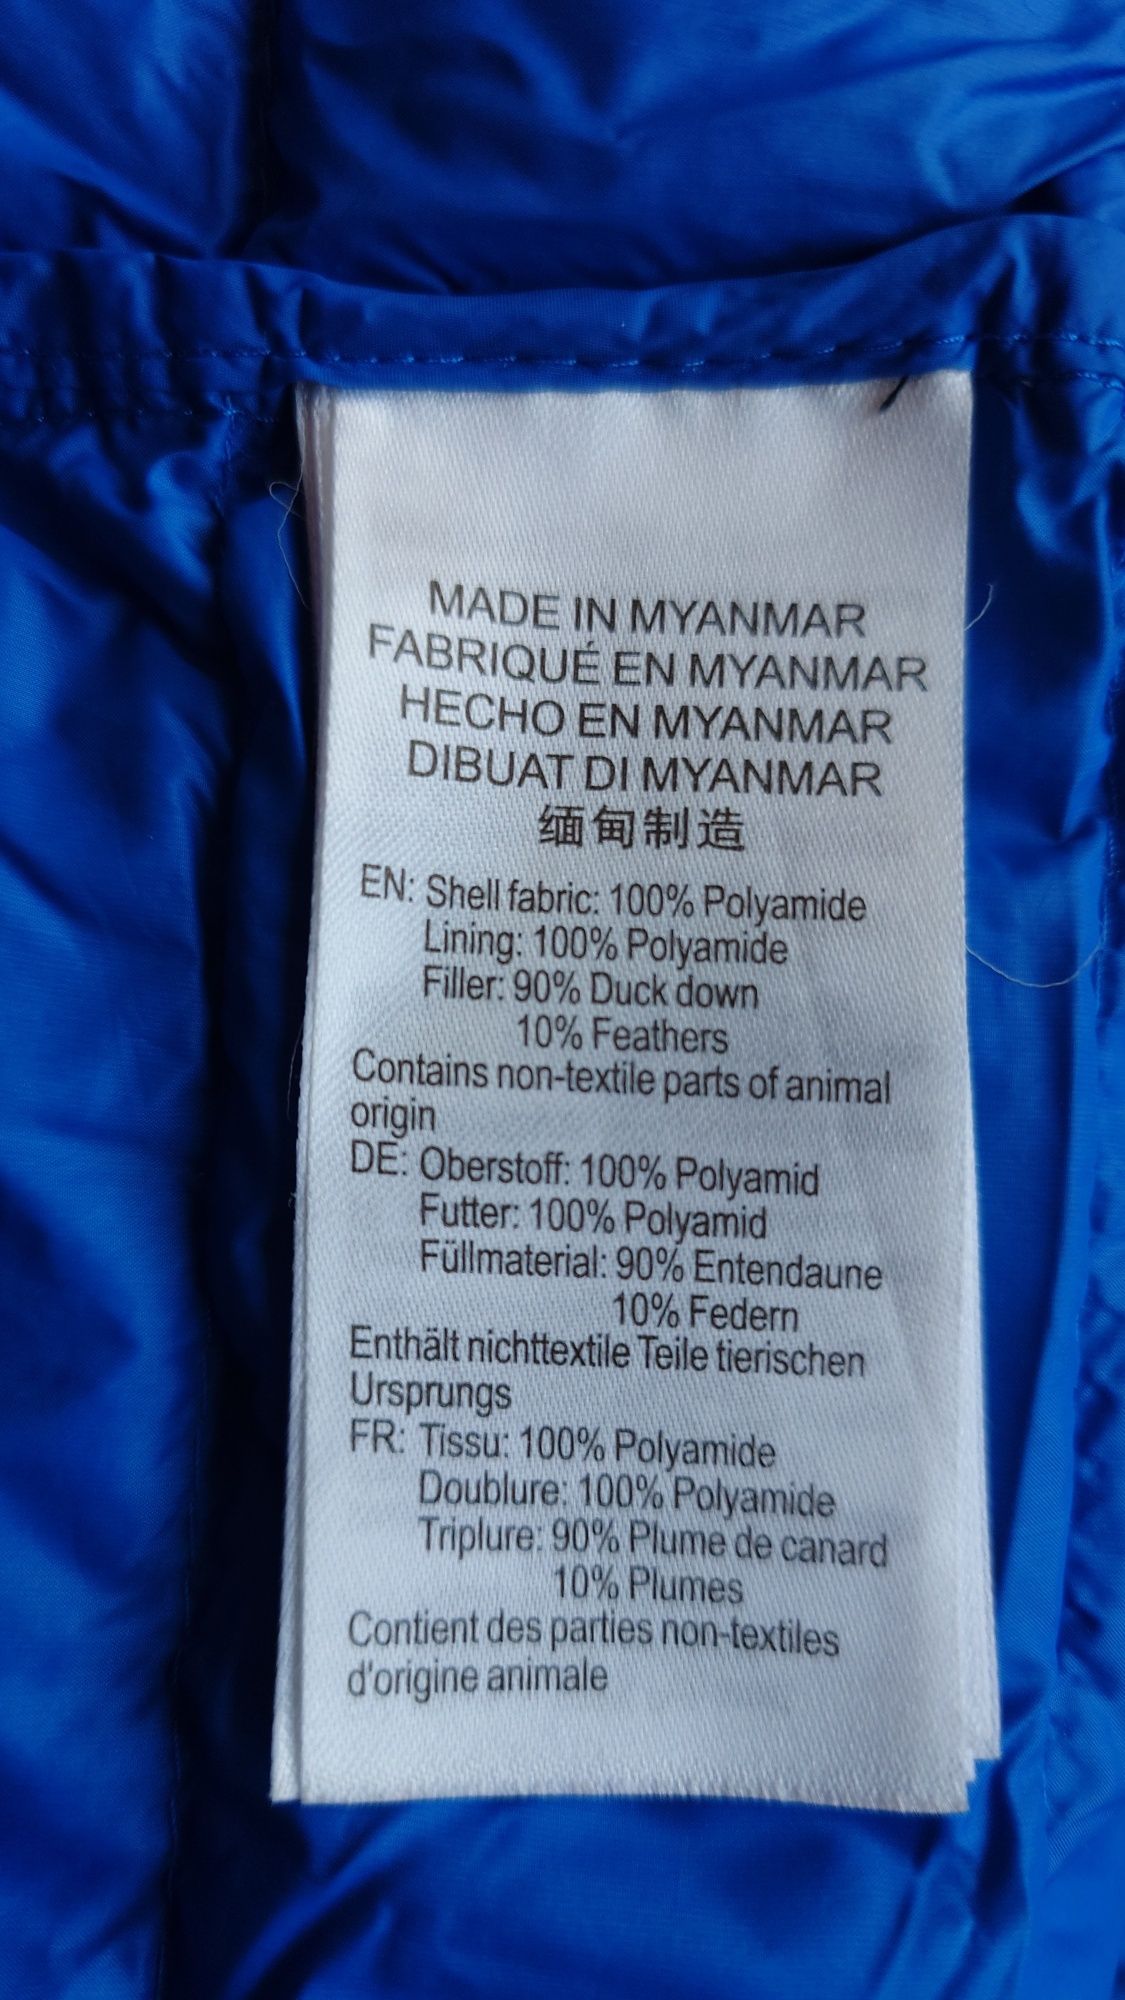 MADE IN MYANMAR
FABRIQUÉ EN MYANMAR
HECHO EN MYANMAR
DIBUAT DI MYANMAR
缅甸制造
EN: Shell fabric: 100% Polyamide
Lining: 100% Polyamide
Filler: 90% Duck down
10% Feathers
Contains non-textile parts of animal
origin
DE: Oberstoff: 100% Polyamid
Futter: 100% Polyamid
Füllmaterial: 90% Entendaune
10% Federn
Enthält nichttextile Teile tierischen
Ursprungs
FR: Tissu: 100% Polyamide
Doublure: 100% Polyamide
Triplure: 90% Plume de canard
10% Plumes
Contient des parties non-textiles
d'origine animale